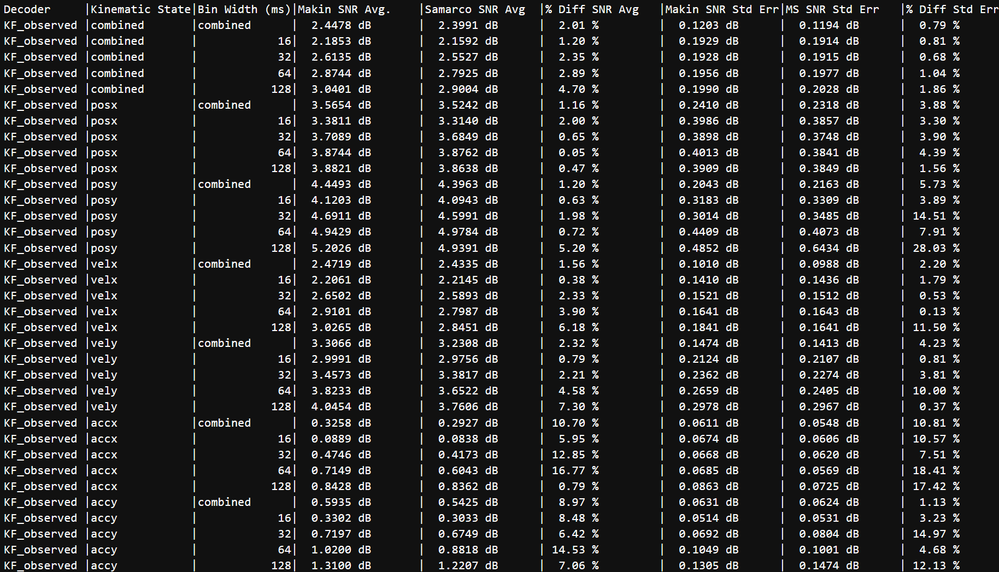 Decoder |Kinematic State|Bin Width (ms)|Makin SNR Avg. |Samarco SNR Avg |% Diff SNR Avg |Makin SNR Std Err|MS SNR Std Err |% Diff Std Err
KF_observed |combined |combined | 2.4478 dB | 2.3991 dB | 2.01 % | 0.1203 dB | 0.1194 dB | 0.79 %
KF_observed |combined | 16| 2.1853 dB | 2.1592 dB | 1.20 % | 0.1929 dB | 0.1914 dB | 0.81 %
KF_observed |combined | 32| 2.6135 dB | 2.5527 dB | 2.35 % | 0.1928 dB | 0.1915 dB | 0.68 %
KF_observed |combined | 64| 2.8744 dB | 2.7925 dB | 2.89 % | 0.1956 dB | 0.1977 dB | 1.04 %
KF_observed |combined | 128| 3.0401 dB | 2.9004 dB | 4.70 % | 0.1990 dB | 0.2028 dB | 1.86 %
KF_observed |posx |combined | 3.5654 dB | 3.5242 dB | 1.16 % | 0.2410 dB | 0.2318 dB | 3.88 %
KF_observed |posx | 16| 3.3811 dB | 3.3140 dB | 2.00 % | 0.3986 dB | 0.3857 dB | 3.30 %
KF_observed |posx | 32| 3.7089 dB | 3.6849 dB | 0.65 % | 0.3898 dB | 0.3748 dB | 3.90 %
KF_observed |posx | 64| 3.8744 dB | 3.8762 dB | 0.05 % | 0.4013 dB | 0.3841 dB | 4.39 %
KF_observed |posx | 128| 3.8821 dB | 3.8638 dB | 0.47 % | 0.3909 dB | 0.3849 dB | 1.56 %
KF_observed |posy |combined | 4.4493 dB | 4.3963 dB | 1.20 % | 0.2043 dB | 0.2163 dB | 5.73 %
KF_observed |posy | 16| 4.1203 dB | 4.0943 dB | 0.63 % | 0.3183 dB | 0.3309 dB | 3.89 %
KF_observed |posy | 32| 4.6911 dB | 4.5991 dB | 1.98 % | 0.3014 dB | 0.3485 dB | 14.51 %
KF_observed |posy | 64| 4.9429 dB | 4.9784 dB | 0.72 % | 0.4409 dB | 0.4073 dB | 7.91 %
KF_observed |posy | 128| 5.2026 dB | 4.9391 dB | 5.20 % | 0.4852 dB | 0.6434 dB | 28.03 %
KF_observed |velx |combined | 2.4719 dB | 2.4335 dB | 1.56 % | 0.1010 dB | 0.0988 dB | 2.20 %
KF_observed |velx | 16| 2.2061 dB | 2.2145 dB | 0.38 % | 0.1410 dB | 0.1436 dB | 1.79 %
KF_observed |velx | 32| 2.6502 dB | 2.5893 dB | 2.33 % | 0.1521 dB | 0.1512 dB | 0.53 %
KF_observed |velx | 64| 2.9101 dB | 2.7987 dB | 3.90 % | 0.1641 dB | 0.1643 dB | 0.13 %
KF_observed |velx | 128| 3.0265 dB | 2.8451 dB | 6.18 % | 0.1841 dB | 0.1641 dB | 11.50 %
KF_observed |vely |combined | 3.3066 dB | 3.2308 dB | 2.32 % | 0.1474 dB | 0.1413 dB | 4.23 %
KF_observed |vely | 16| 2.9991 dB | 2.9756 dB | 0.79 % | 0.2124 dB | 0.2107 dB | 0.81 %
KF_observed |vely | 32| 3.4573 dB | 3.3817 dB | 2.21 % | 0.2362 dB | 0.2274 dB | 3.81 %
KF_observed |vely | 64| 3.8233 dB | 3.6522 dB | 4.58 % | 0.2659 dB | 0.2405 dB | 10.00 %
KF_observed |vely | 128| 4.0454 dB | 3.7606 dB | 7.30 % | 0.2978 dB | 0.2967 dB | 0.37 %
KF_observed |accx |combined | 0.3258 dB | 0.2927 dB | 10.70 % | 0.0611 dB | 0.0548 dB | 10.81 %
KF_observed |accx | 16| 0.0889 dB | 0.0838 dB | 5.95 % | 0.0674 dB | 0.0606 dB | 10.57 %
KF_observed |accx | 32| 0.4746 dB | 0.4173 dB | 12.85 % | 0.0668 dB | 0.0620 dB | 7.51 %
KF_observed |accx | 64| 0.7149 dB | 0.6043 dB | 16.77 % | 0.0685 dB | 0.0569 dB | 18.41 %
KF_observed |accx | 128| 0.8428 dB | 0.8362 dB | 0.79 % | 0.0863 dB | 0.0725 dB | 17.42 %
KF_observed |accy |combined | 0.5935 dB | 0.5425 dB | 8.97 % | 0.0631 dB | 0.0624 dB | 1.13 %
KF_observed |accy | 16| 0.3302 dB | 0.3033 dB | 8.48 % | 0.0514 dB | 0.0531 dB | 3.23 %
KF_observed |accy | 32| 0.7197 dB | 0.6749 dB | 6.42 % | 0.0692 dB | 0.0804 dB | 14.97 %
KF_observed |accy | 64| 1.0200 dB | 0.8818 dB | 14.53 % | 0.1049 dB | 0.1001 dB | 4.68 %
KF_observed |accy | 128| 1.3100 dB | 1.2207 dB | 7.06 % | 0.1305 dB | 0.1474 dB | 12.13 %